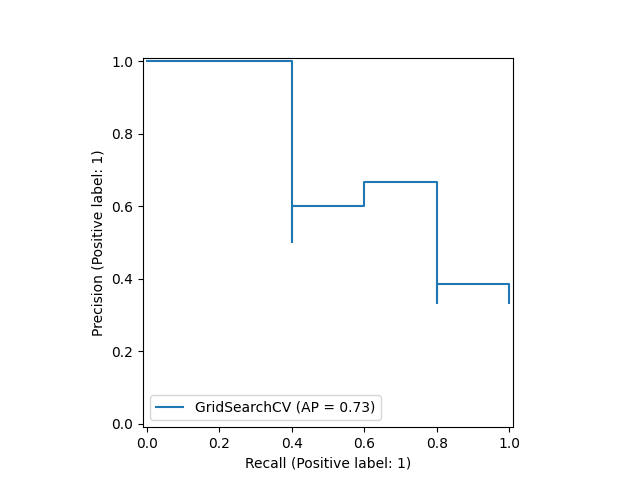 1.0
0.8
0.6
0.4
0.2
0.0
Precision (Positive label: 1)
GridSearchCV (AP = 0.73)
0.0 0.2 0.4 0.6 0.8 1.0
Recall (Positive label: 1)